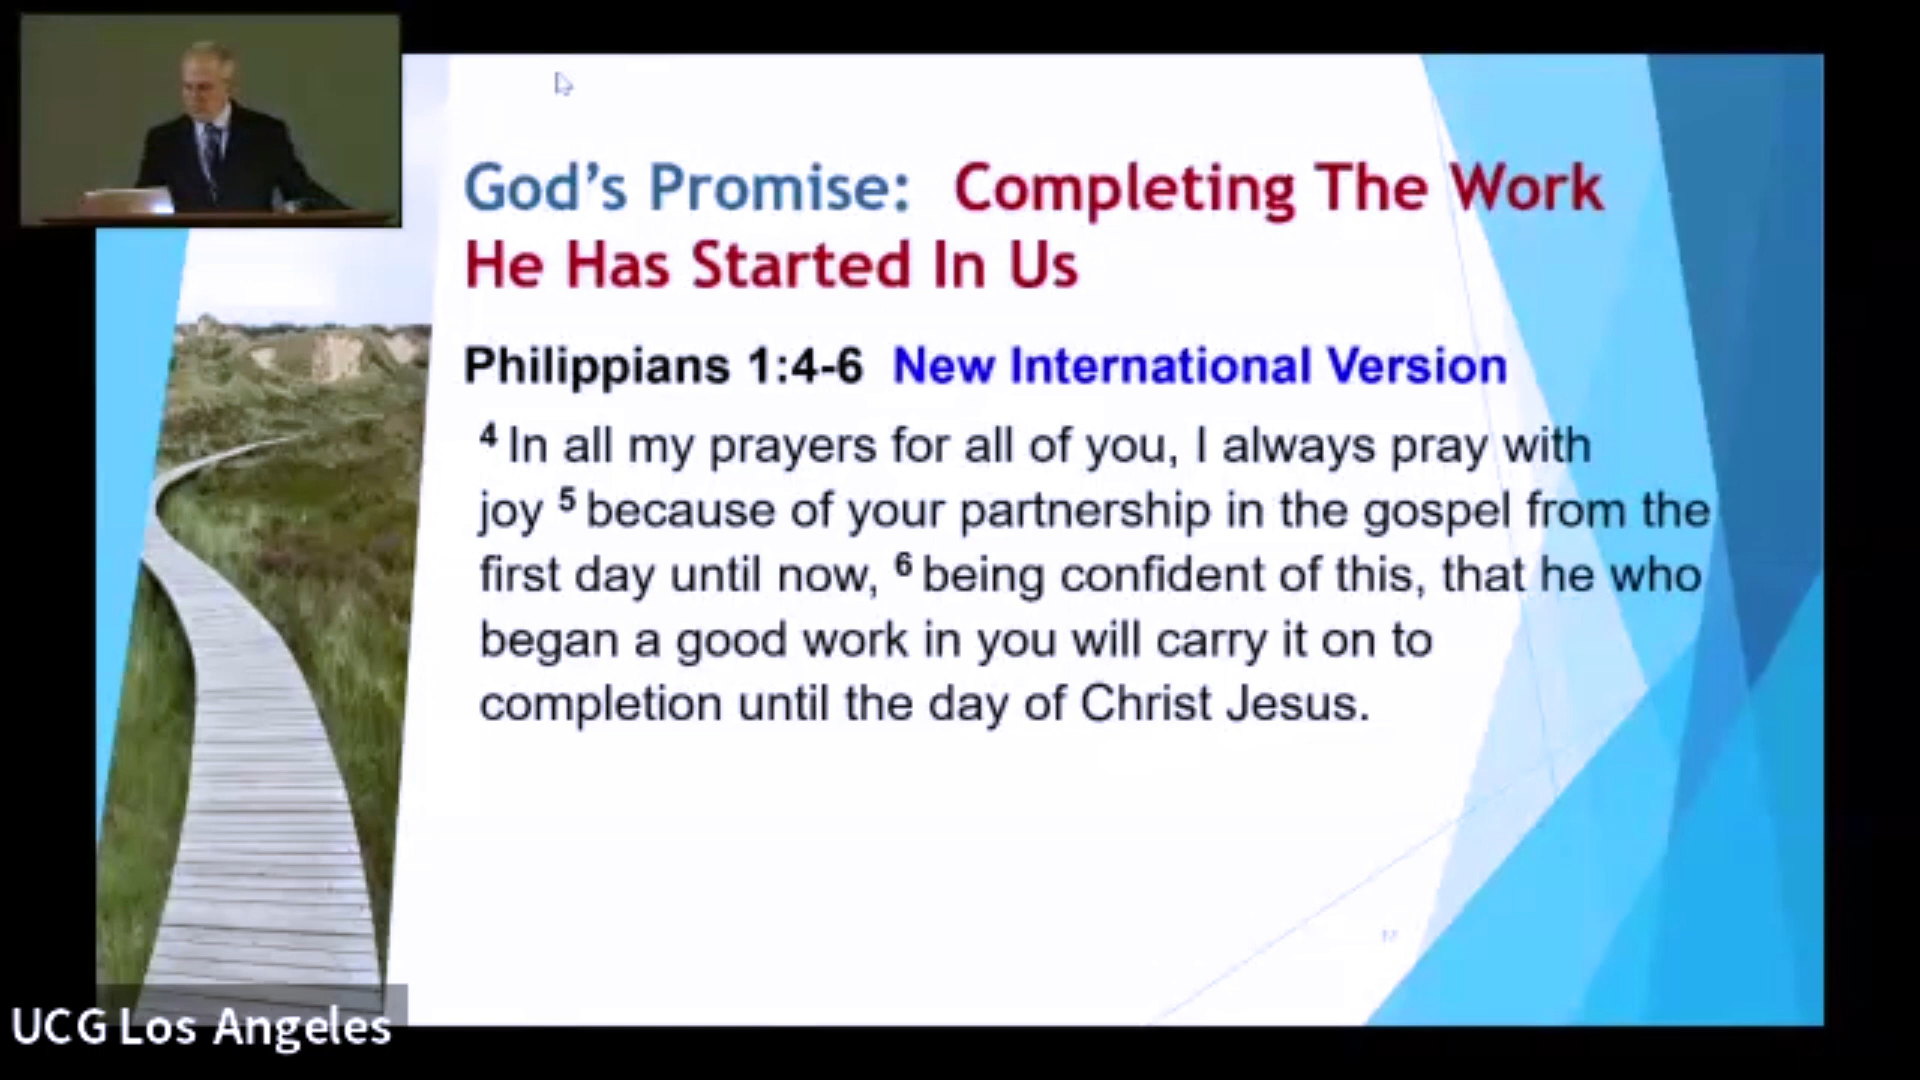 God's Promise: Completing The Work
He Has Started In Us
Philippians 1:4-6 New International Version
4 In all my prayers for all of you, I always pray with
joy 5 because of your partnership in the gospel from the
first day until now, 6 being confident of this, that he who
began a good work in you will carry it on to
completion until the day of Christ Jesus.
UCG Los Angeles